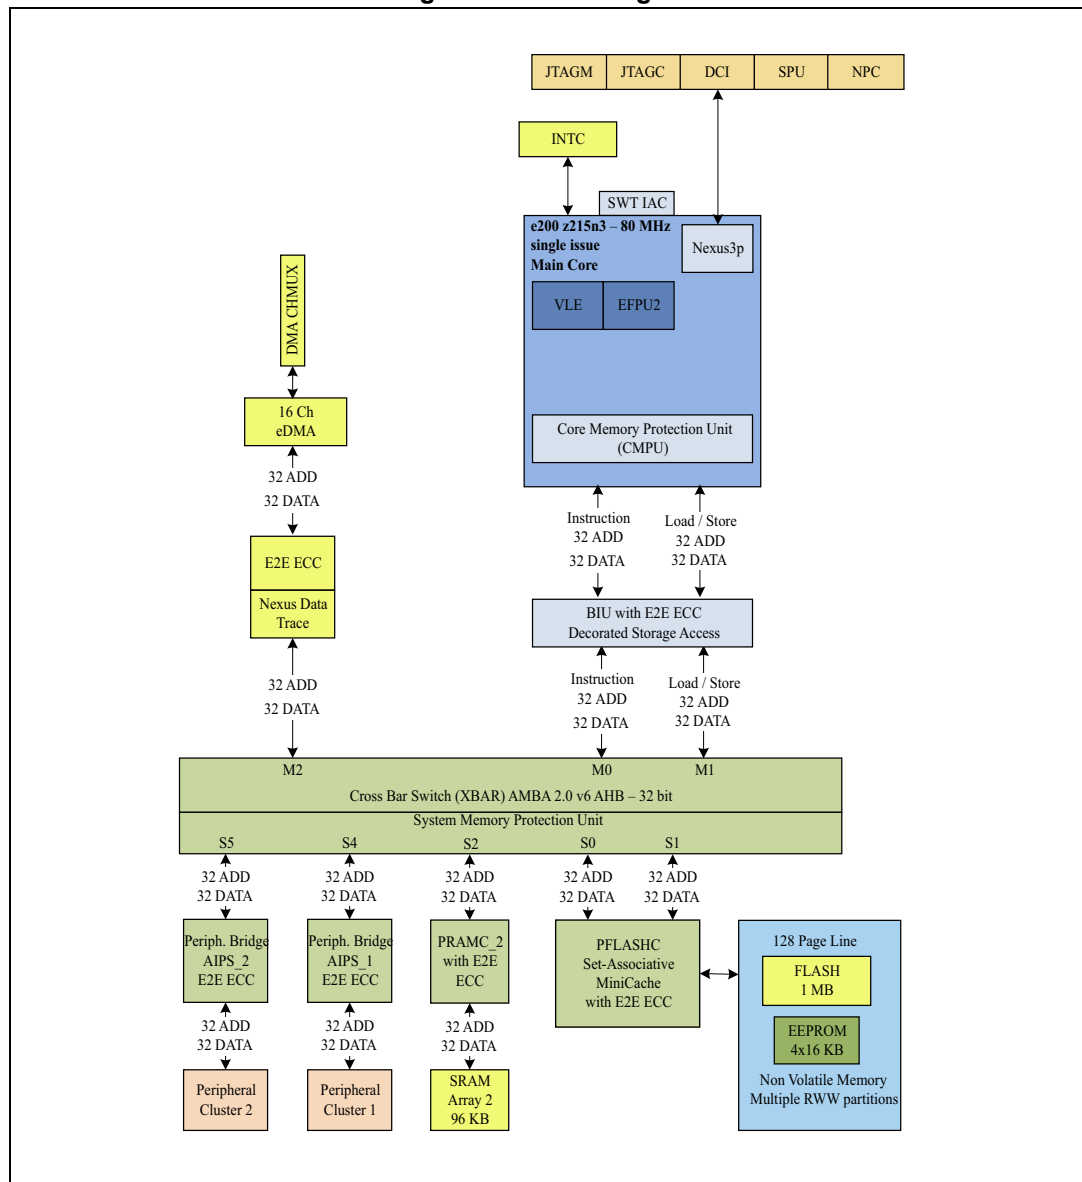 JTAGM
JTAGC
DCI
SPU
NPC
INTC
SWT IAC
e200 z215n3 – 80 MHz
single issue
Main Core
Nexus3p
VLE
EFPU2
Core Memory Protection Unit
(CMPU)
DMA CHMUX
16 Ch
eDMA
32 ADD
32 DATA
E2E ECC
Nexus Data
Trace
32 ADD
32 DATA
Instruction
32 ADD
32 DATA
Load / Store
32 ADD
32 DATA
BIU with E2E ECC
Decorated Storage Access
Instruction
32 ADD
32 DATA
Load / Store
32 ADD
32 DATA
M2
M0
M1
Cross Bar Switch (XBAR) AMBA 2.0 v6 AHB – 32 bit
System Memory Protection Unit
S5
S4
S2
S0
S1
32 ADD
32 DATA
32 ADD
32 DATA
32 ADD
32 DATA
32 ADD
32 DATA
32 ADD
32 DATA
Periph. Bridge
AIPS_2
E2E ECC
Periph. Bridge
AIPS_1
E2E ECC
PRAMC_2
with E2E
ECC
PFLASHC
Set-Associative
MiniCache
with E2E ECC
128 Page Line
FLASH
1 MB
EEPROM
4x16 KB
Non Volatile Memory
Multiple RWW partitions
32 ADD
32 DATA
32 ADD
32 DATA
32 ADD
32 DATA
Peripheral
Cluster 2
Peripheral
Cluster 1
SRAM
Array 2
96 KB